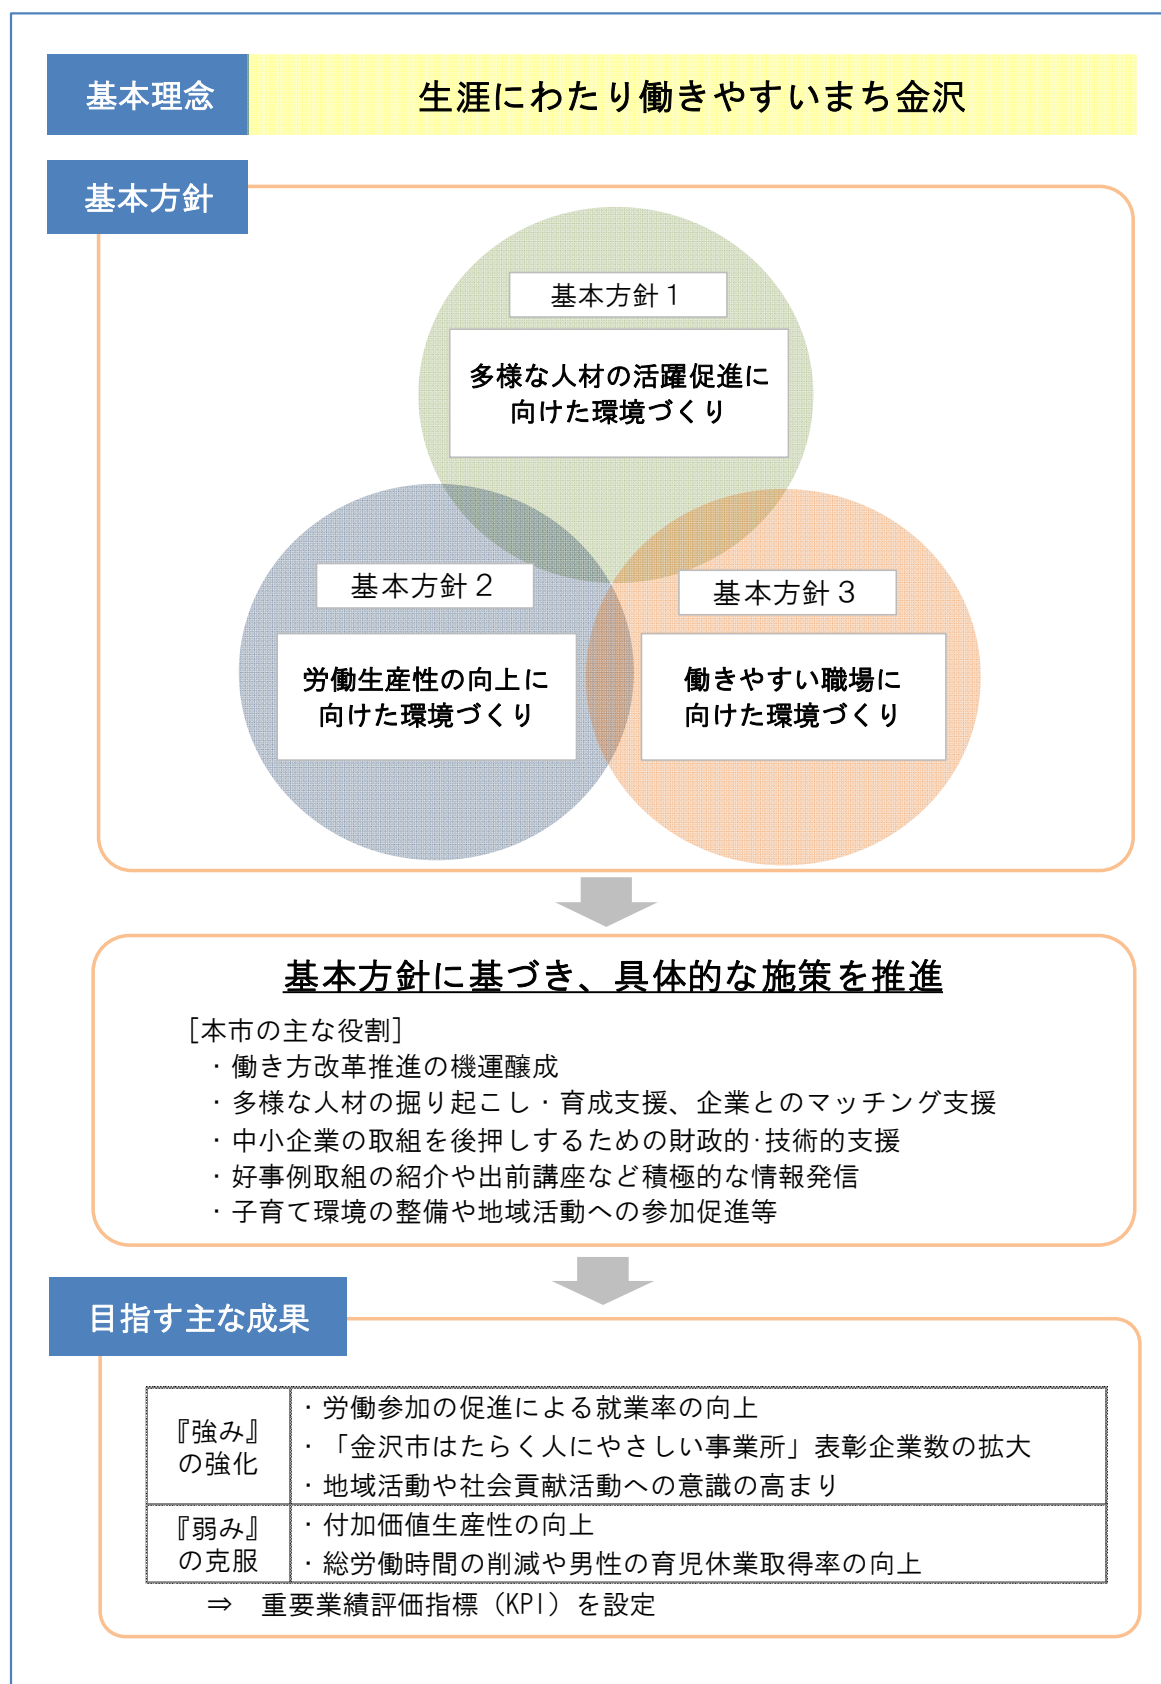 基本理念
生涯にわたり働きやすいまち金沢
基本方針
基本方針１
多様な人材の活躍促進に
向けた環境づくり
基本方針２
労働生産性の向上に
向けた環境づくり
基本方針３
働きやすい職場に
向けた環境づくり
基本方針に基づき、具体的な施策を推進
［本市の主な役割］
・働き方改革推進の機運醸成
・多様な人材の掘り起こし・育成支援、企業とのマッチング支援
・中小企業の取組を後押しするための財政的･技術的支援
・好事例取組の紹介や出前講座など積極的な情報発信
・子育て環境の整備や地域活動への参加促進等
目指す主な成果
『強み』
の強化
・労働参加の促進による就業率の向上
・「金沢市はたらく人にやさしい事業所」表彰企業数の拡大
・地域活動や社会貢献活動への意識の高まり
『弱み』
の克服
・付加価値生産性の向上
・総労働時間の削減や男性の育児休業取得率の向上
⇒　重要業績評価指標（KPI）を設定